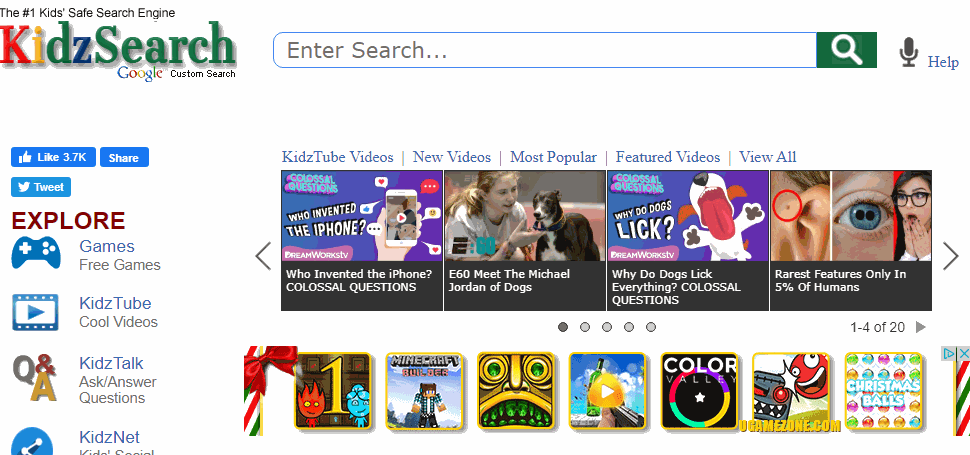 The #1 Kids' Safe Search Engine
KidzSearch
Google™ Custom Search
Enter Search...
Help
Like 3.7K
Share
Tweet
KidzTube Videos | New Videos | Most Popular | Featured Videos | View All
COLOSSAL
QUESTIONS
WHO INVENTED
THE IPHONE?
DREAMWORKStv
Who Invented the iPhone?
COLOSSAL QUESTIONS
E:60
E60 Meet The Michael
Jordan of Dogs
COLOSSAL
QUESTIONS
WHY DO DOGS
LICK?
DREAMWORKStv
Why Do Dogs Lick
Everything? COLOSSAL
QUESTIONS
Rarest Features Only In
5% Of Humans
1-4 of 20
EXPLORE
Games
Free Games
KidzTube
Cool Videos
Q&A
KidzTalk
Ask/Answer
Questions
KidzNet
Kids' Social
1
MINECRAFT
BUILDER
COLOR
VALLEY
CHRISTMAS
BALLS
UGAMEZONE.COM